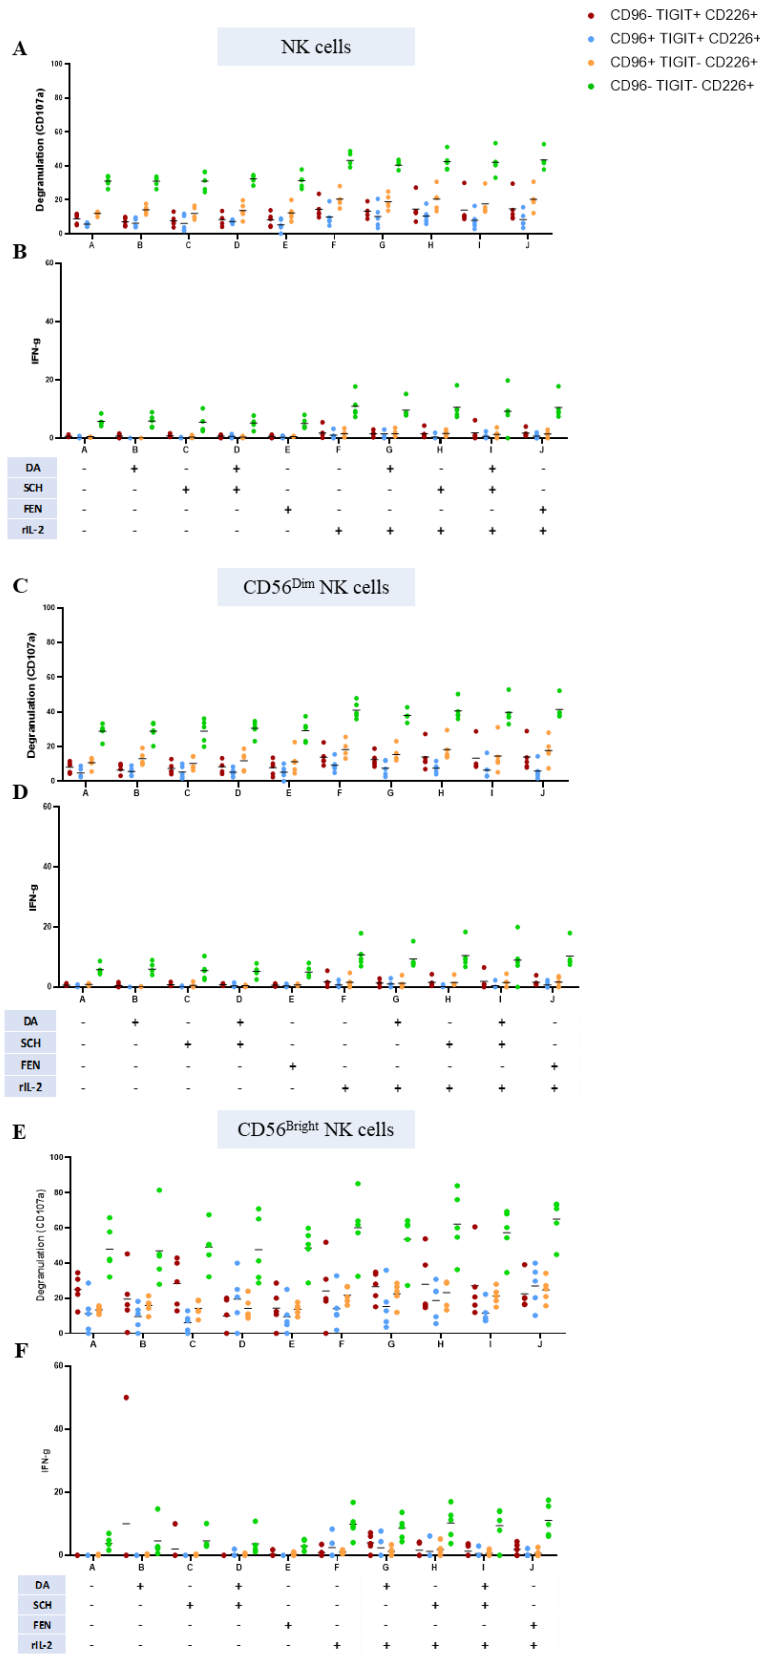 CD96- TIGIT+ CD226+
CD96+ TIGIT+ CD226+
CD96+ TIGIT- CD226+
CD96- TIGIT- CD226+
A
NK cells
Degranulation (CD107a)
100
80
60
40
20
0
A B C D E F G H I J
B
IFN-g
60
40
20
0
A B C D E F G H I J
DA - + - + - - + - + -
SCH - - + + - - - + + -
FEN - - - - + - - - - +
rIL-2 - - - - - + + + + +
C
CD56Dim NK cells
Degranulation (CD107a)
100
80
60
40
20
0
A B C D E F G H I J
D
IFN-g
60
40
20
0
A B C D E F G H I J
DA - + - + - - + - + -
SCH - - + + - - - + + -
FEN - - - - + - - - - +
rIL-2 - - - - - + + + + +
E
CD56Bright NK cells
Degranulation (CD107a)
100
80
60
40
20
0
A B C D E F G H I J
F
IFN-g
60
40
20
0
A B C D E F G H I J
DA - + - + - - + - + -
SCH - - + + - - - + + -
FEN - - - - + - - - - +
rIL-2 - - - - - + + + + +